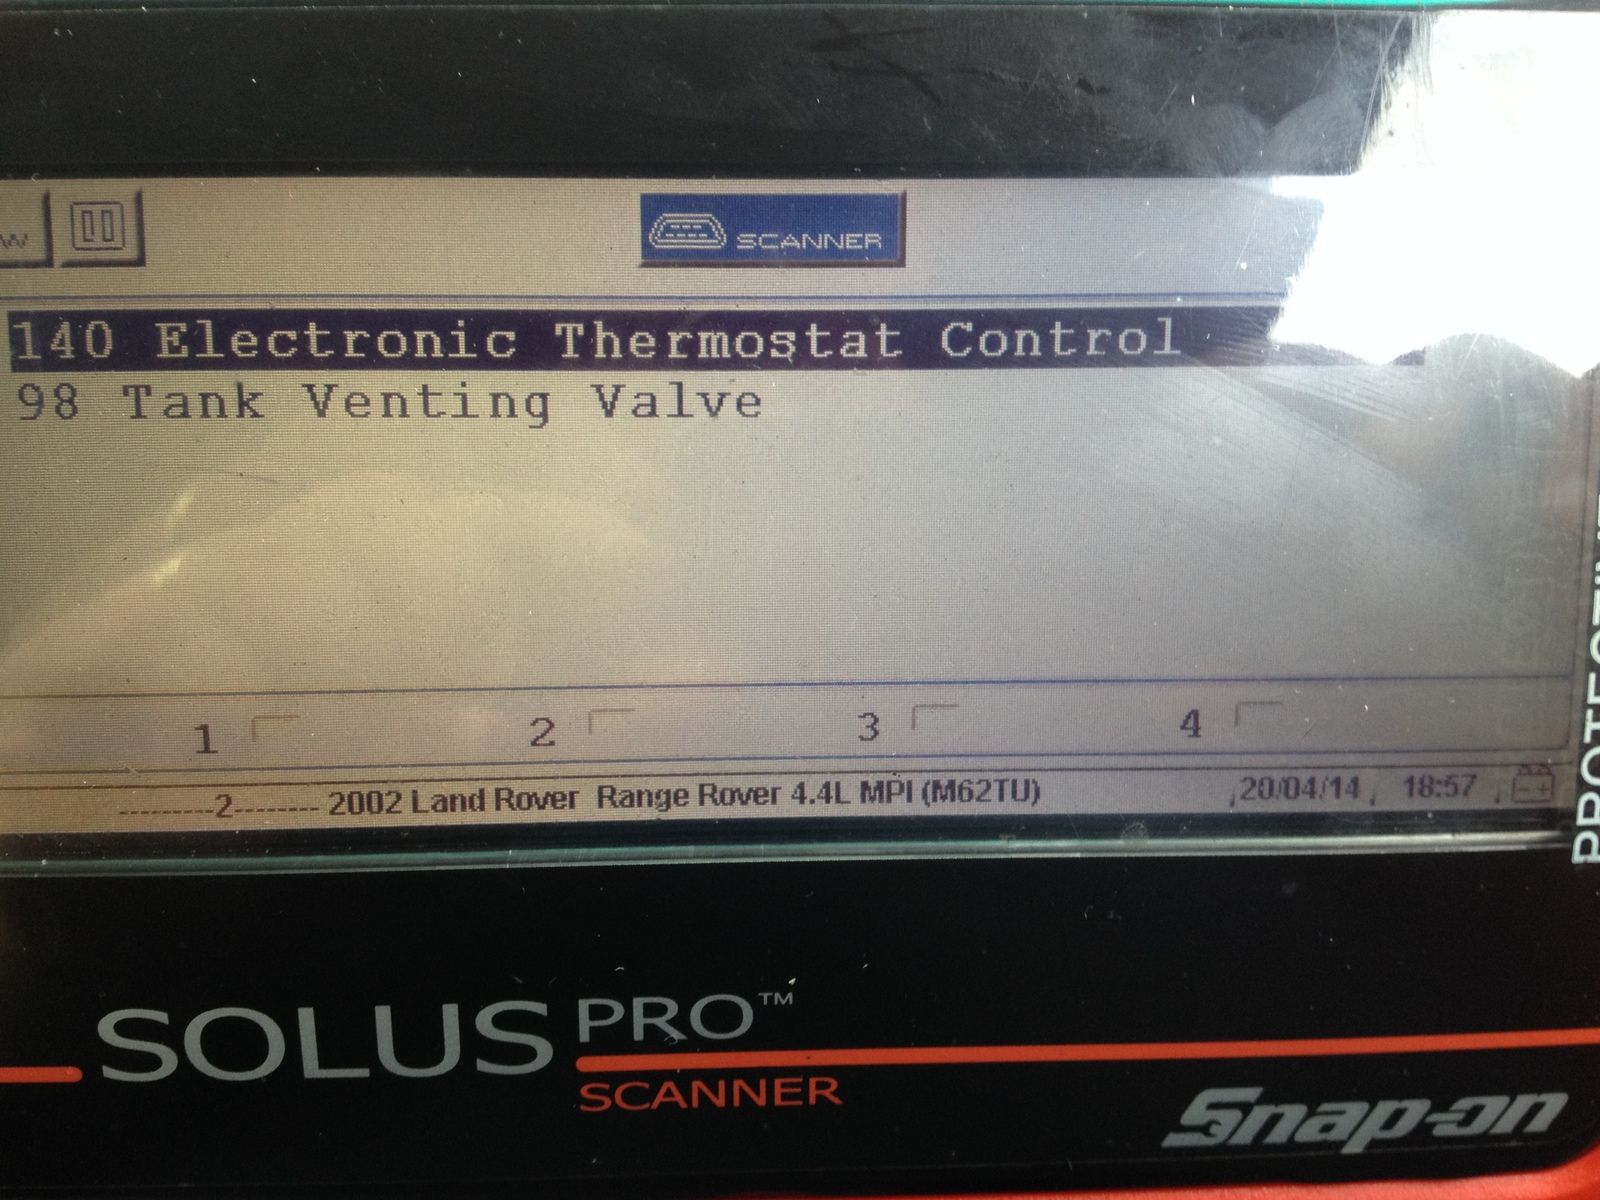 w
SCANNER
140 Electronic Thermostat Control
98 Tank Venting Valve
1 2 3 4
---------2-------- 2002 Land Rover Range Rover 4.4L MPI (M62TU) 20/04/14 18:57
SOLUS PRO™
SCANNER
Snap-on